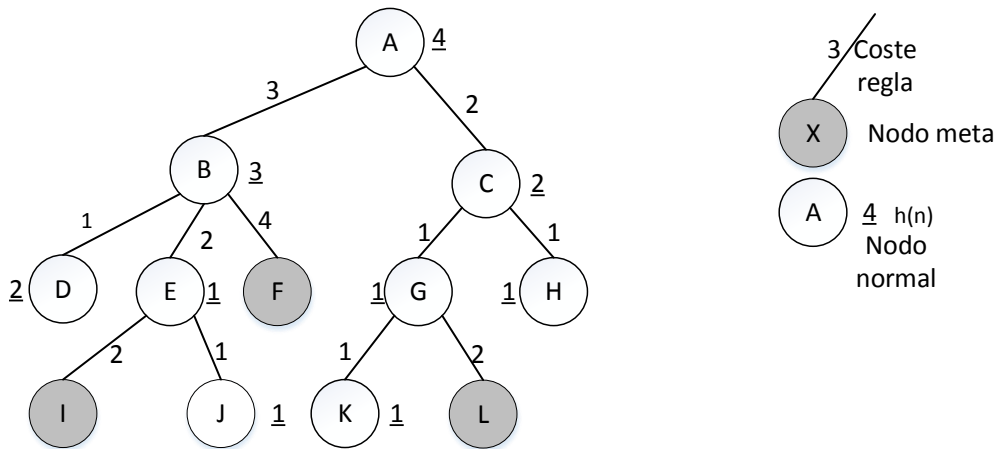 A 4
3 Coste
regla
3
2
X Nodo meta
B 3
C 2
A 4 h(n)
Nodo
normal
1
2
4
1
1
2 D
E 1
F
1 G
1 H
2
1
1
2
I
J 1
K 1
L